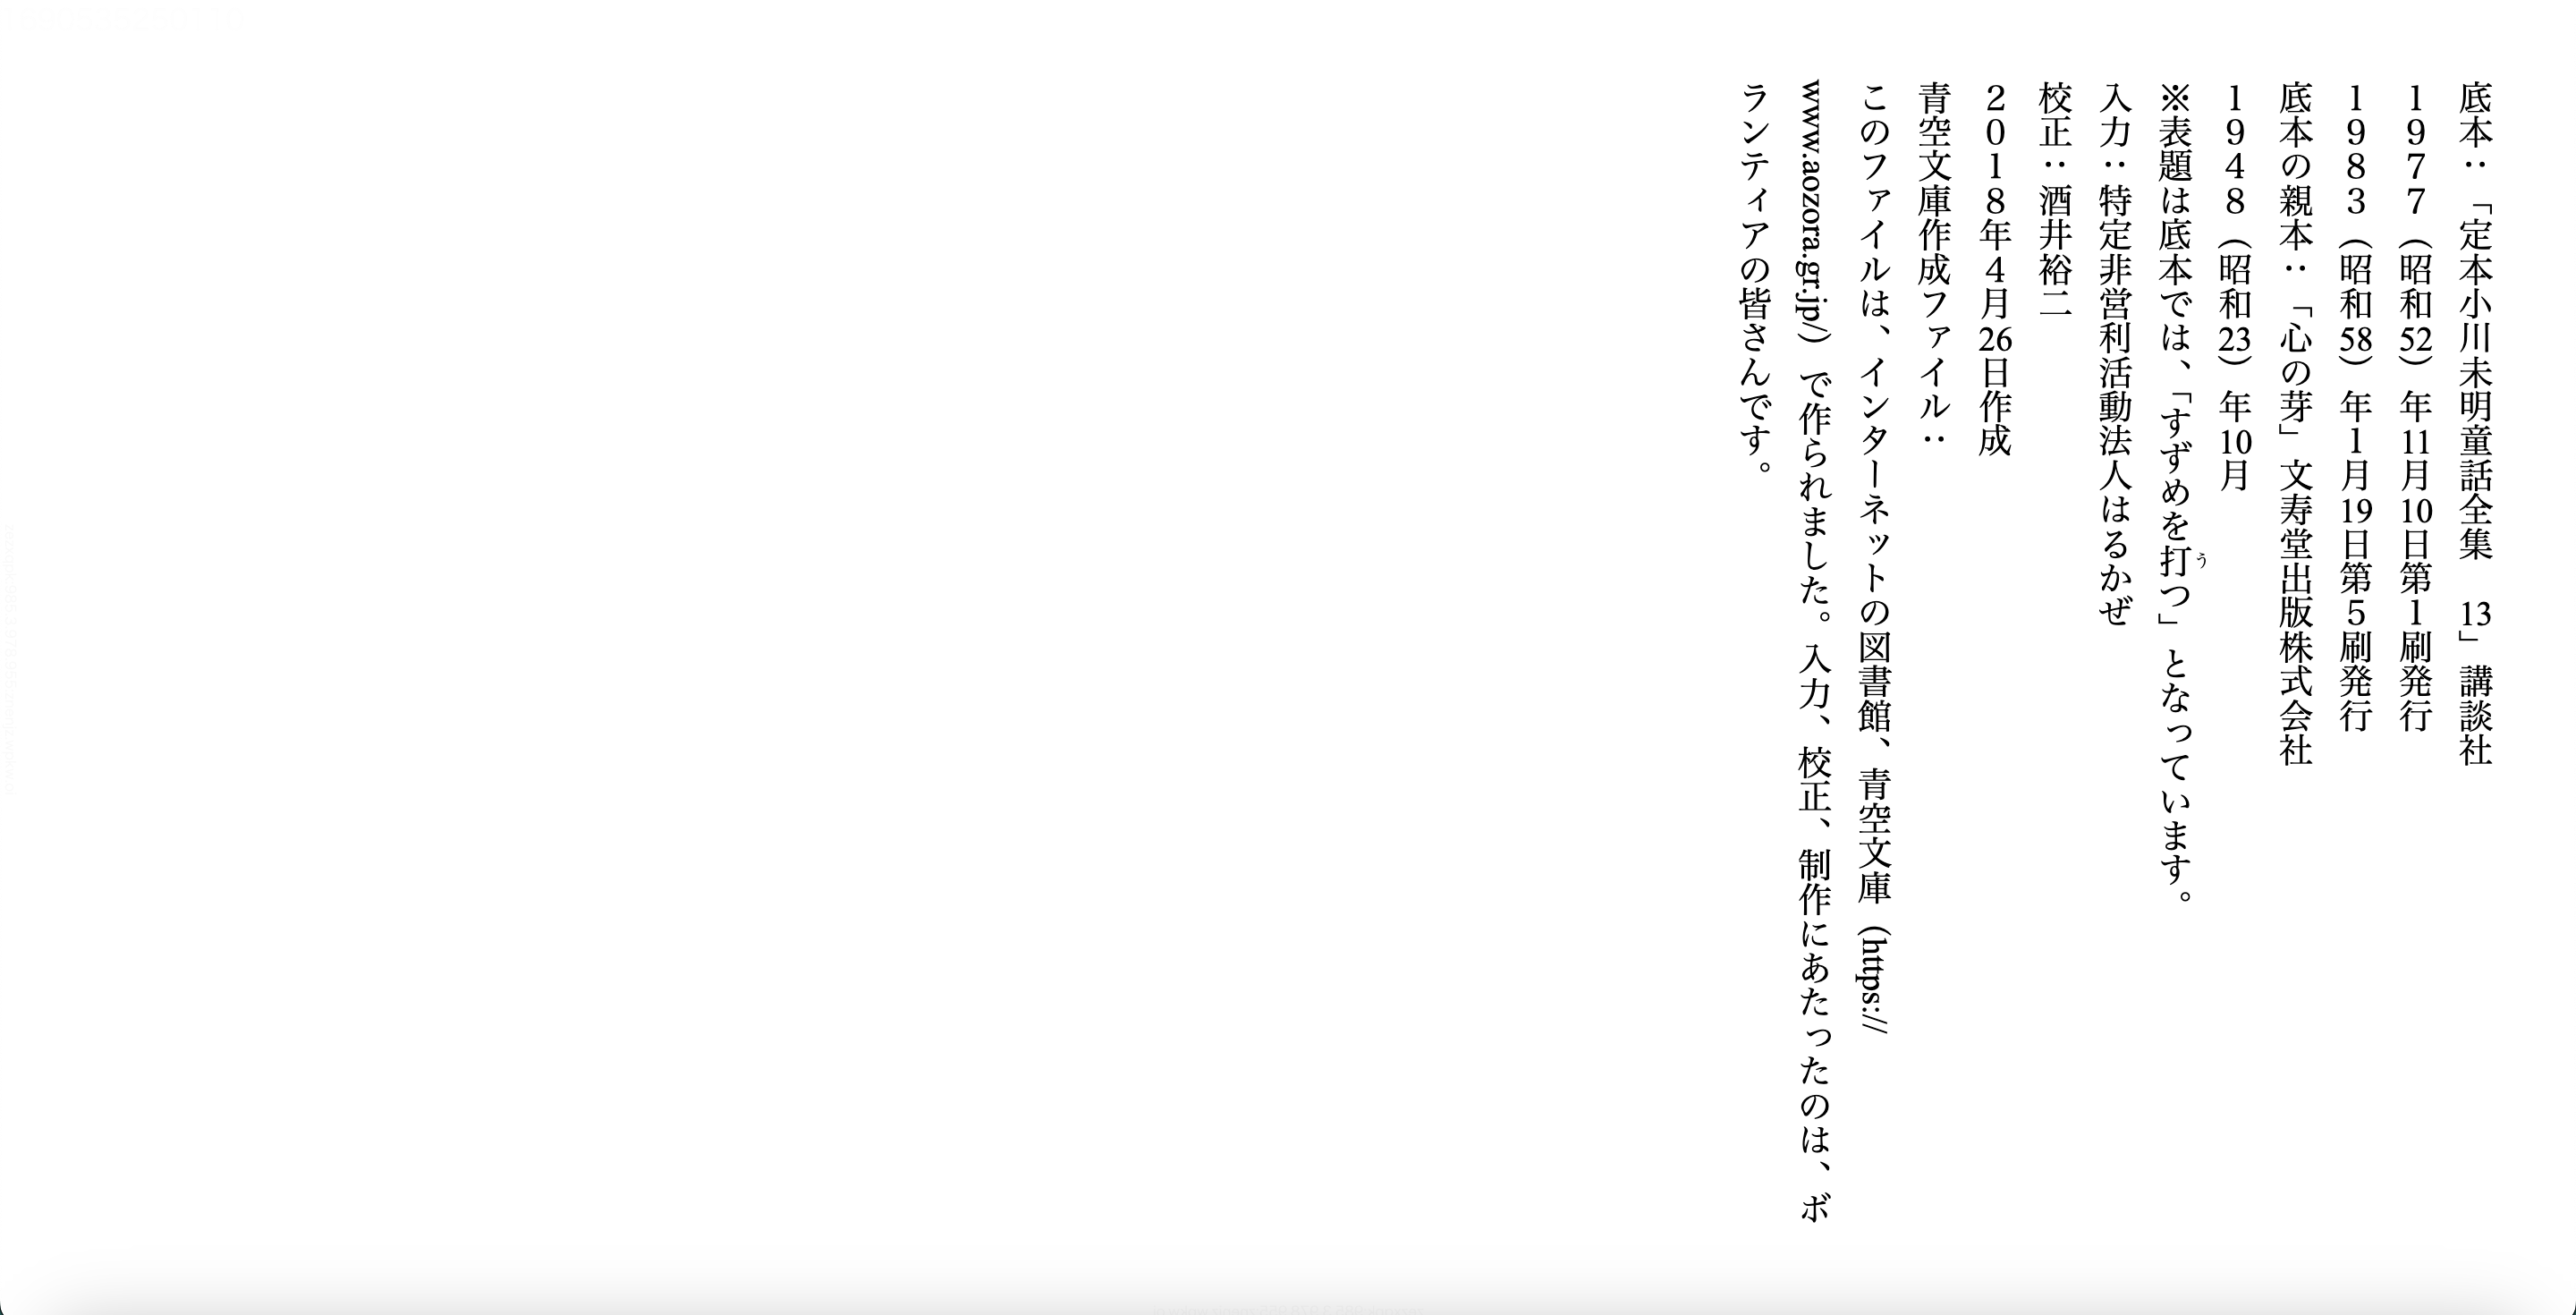 底本：「定本小川未明童話全集　13」講談社
１９７７（昭和52）年11月10日第１刷発行
１９８３（昭和58）年１月19日第５刷発行
底本の親本：「心の芽」文寿堂出版株式会社
１９４８（昭和23）年10月
※表題は底本では、「すずめを打つ」となっています。
う
入力：特定非営利活動法人はるかぜ
校正：酒井裕二
２０１８年４月26日作成
青空文庫作成ファイル：
このファイルは、インターネットの図書館、青空文庫（https://
www.aozora.gr.jp/）で作られました。入力、校正、制作にあたったのは、ボ
ランティアの皆さんです。